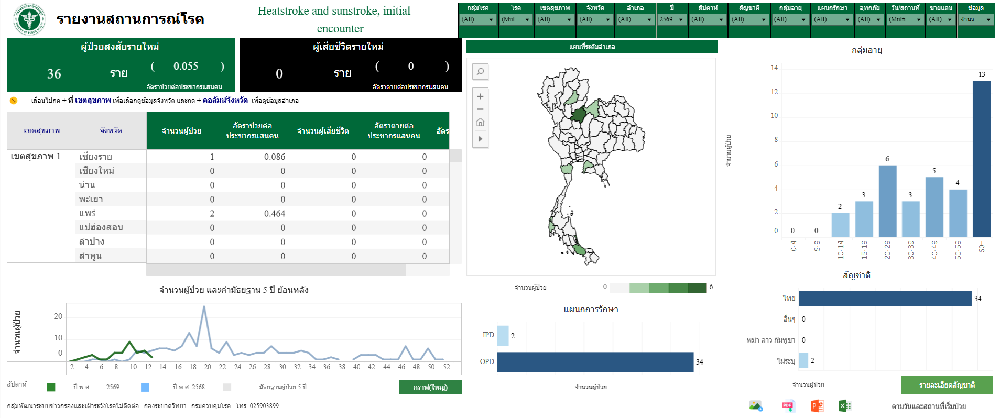 รายงานสถานการณ์โรค
Heatstroke and sunstroke, initial
encounter
กลุ่มโรค โรค เขตสุขภาพ จังหวัด อำเภอ ปี สัปดาห์ สัญชาติ กลุ่มอายุ แผนกรักษา อุทกภัย วัน/สถานที่ ชายแดน ข้อมูล
(All) (Mul... (All) (All) (All) 2569 (All) (All) (All) (All) (All) (Multi... (All) จำนว...
ผู้ป่วยสงสัยรายใหม่
36 ราย ( 0.055 )
อัตราป่วยต่อประชากรแสนคน
ผู้เสียชีวิตรายใหม่
0 ราย ( 0 )
อัตราตายต่อประชากรแสนคน
เลื่อนไปกด + ที่ เขตสุขภาพ เพื่อเลือกดูข้อมูลจังหวัด และกด + คอลัมน์จังหวัด เพื่อดูข้อมูลอำเภอ
เขตสุขภาพ จังหวัด จำนวนผู้ป่วย อัตราป่วยต่อ ประชากรแสนคน จำนวนผู้เสียชีวิต อัตราตายต่อ ประชากรแสนคน อัตร
เขตสุขภาพ 1 เชียงราย 1 0.086 0 0
เชียงใหม่ 0 0 0 0
น่าน 0 0 0 0
พะเยา 0 0 0 0
แพร่ 2 0.464 0 0
แม่ฮ่องสอน 0 0 0 0
ลำปาง 0 0 0 0
ลำพูน 0 0 0 0
จำนวนผู้ป่วย และค่ามัธยฐาน 5 ปี ย้อนหลัง
จำนวนผู้ป่วย
20
10
0
2 4 6 8 10 12 14 16 18 20 22 24 26 28 30 32 34 36 38 40 42 44 46 48 50 52
สัปดาห์ ปี พ.ศ. 2569 ปี พ.ศ. 2568 มัธยฐานผู้ป่วย 5 ปี
กราฟ(ใหญ่)
กลุ่มพัฒนาระบบข่าวกรองและเฝ้าระวังโรคไม่ติดต่อ กองระบาดวิทยา กรมควบคุมโรค โทร: 025903899
แผนที่ระดับอำเภอ
จำนวนผู้ป่วย 0 6
แผนกการรักษา
IPD 2
OPD 34
จำนวนผู้ป่วย
กลุ่มอายุ
จำนวนผู้ป่วย
14
12
10
8
6
4
2
0
0 0 2 3 6 3 5 4 13
0-4 5-9 10-14 15-19 20-29 30-39 40-49 50-59 60+
สัญชาติ
ไทย 34
อื่นๆ 0
พม่า ลาว กัมพูชา 0
ไม่ระบุ 2
จำนวนผู้ป่วย
รายละเอียดสัญชาติ
ตามวันและสถานที่เริ่มป่วย